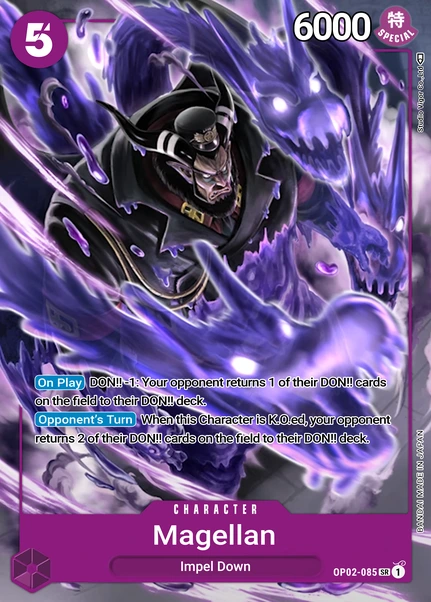 5
6000
特
SPECIAL
On Play DON!! -1: Your opponent returns 1 of their DON!! cards
on the field to their DON!! deck.
Opponent's Turn When this Character is K.O.ed, your opponent
returns 2 of their DON!! cards on the field to their DON!! deck.
CHARACTER
Magellan
Impel Down
OP02-085 SR 1
BANDAI MADE IN JAPAN